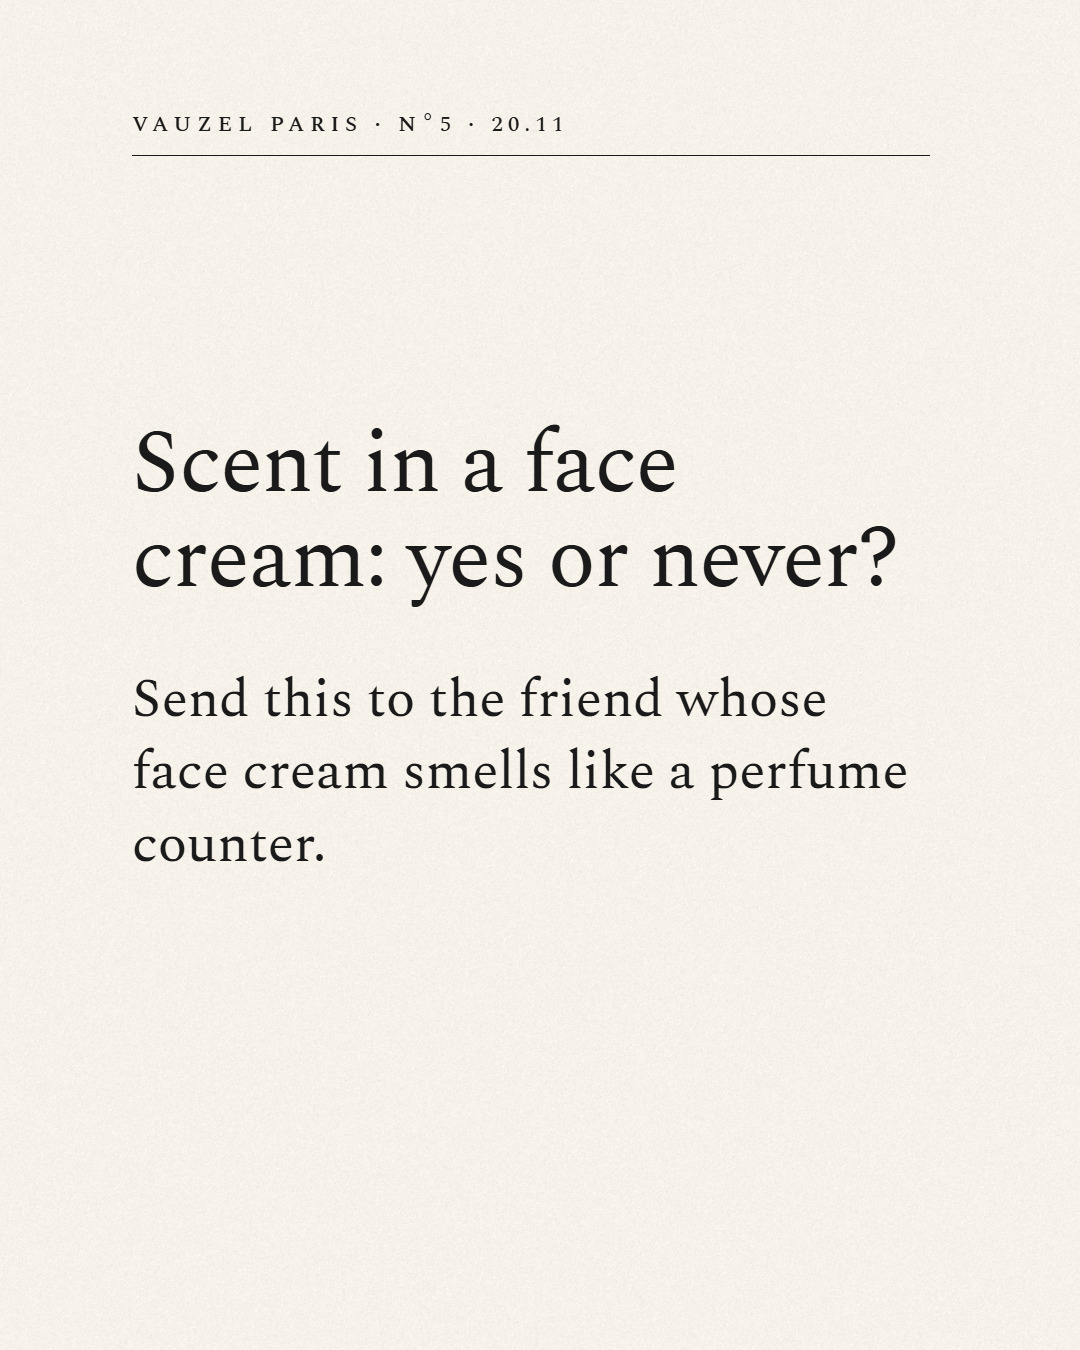 VAUZEL PARIS · N°5 · 20.11
Scent in a face
cream: yes or never?
Send this to the friend whose
face cream smells like a perfume
counter.